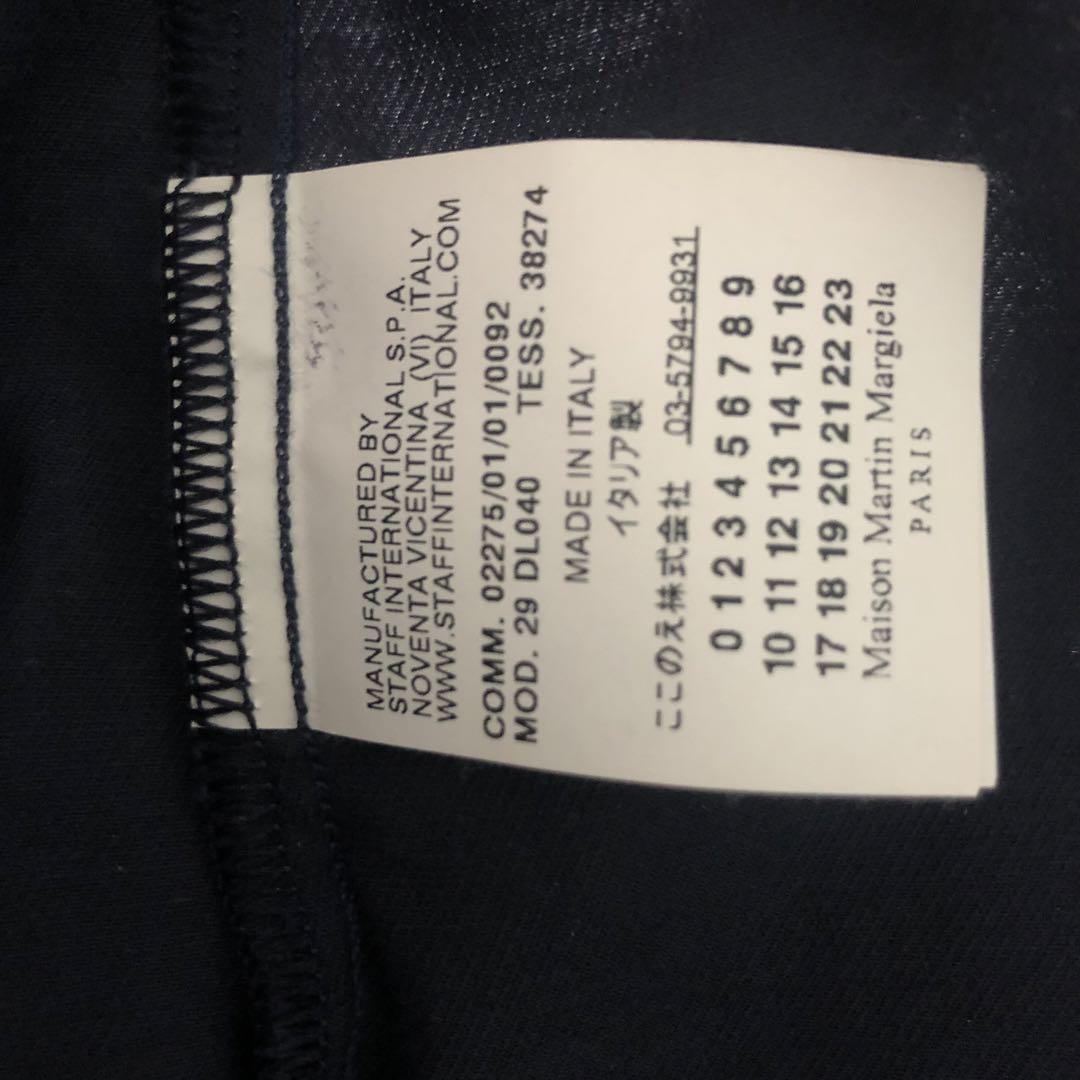 MANUFACTURED BY
STAFF INTERNATIONAL S.P.A.
NOVENTA VICENTINA (VI) ITALY
WWW.STAFFINTERNATIONAL.COM
COMM. 02275/01/01/0092
MOD. 29 DL040 TESS. 38274
MADE IN ITALY
イタリア製
ここのえ株式会社 03-5794-9931
0 1 2 3 4 5 6 7 8 9
10 11 12 13 14 15 16
17 18 19 20 21 22 23
Maison Martin Margiela
PARIS